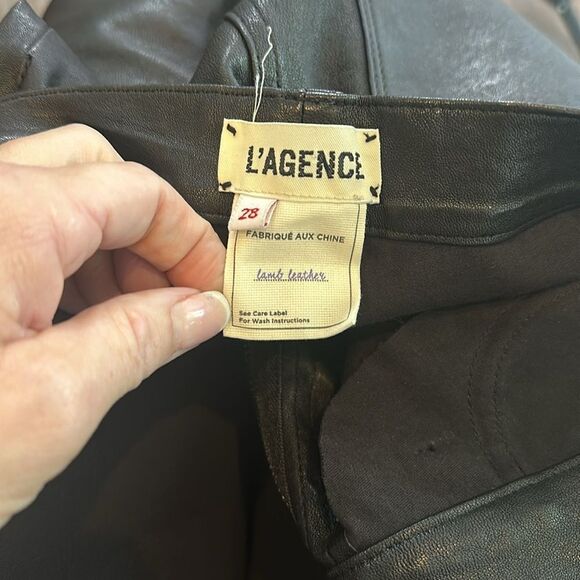 L'AGENCE
28
FABRIQUÉ AUX CHINE
lamb leather
See Care Label
For Wash Instructions